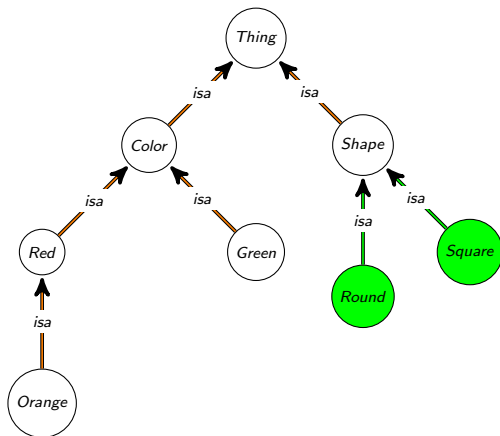 Thing
isa
isa
Color
Shape
isa
isa
isa
isa
Red
Green
Square
Round
isa
Orange